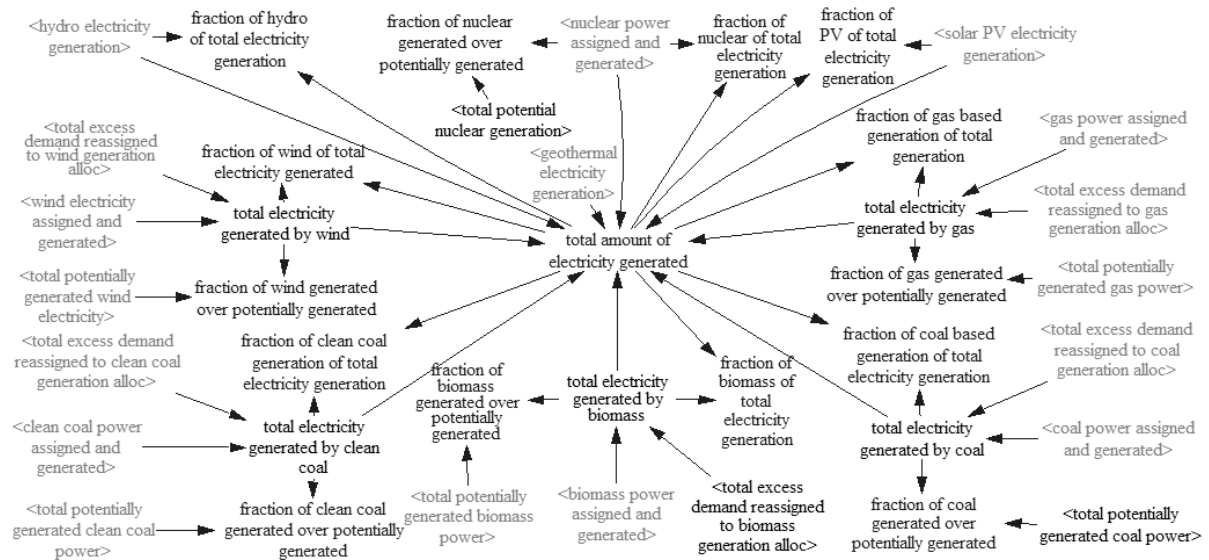 <hydro electricity
generation>
fraction of hydro
of total electricity
generation
fraction of nuclear
generated over
potentially generated
<nuclear power
assigned and
generated>
fraction of
nuclear of total
electricity
generation
fraction of
PV of total
electricity
generation
<solar PV electricity
generation>
<total potential
nuclear generation>
<total excess
demand reassigned
to wind generation
alloc>
fraction of wind of total
electricity generated
<geothermal
electricity
generation>
fraction of gas based
generation of total
generation
<gas power assigned
and generated>
<wind electricity
assigned and
generated>
total electricity
generated by wind
total amount of
electricity generated
total electricity
generated by gas
<total excess demand
reassigned to gas
generation alloc>
<total potentially
generated wind
electricity>
fraction of wind generated
over potentially generated
fraction of gas generated
over potentially generated
<total potentially
generated gas power>
<total excess demand
reassigned to clean coal
generation alloc>
fraction of clean coal
generation of total
electricity generation
fraction of
biomass
generated over
potentially
generated
total electricity
generated by
biomass
fraction of
biomass of
total
electricity
generation
fraction of coal based
generation of total
electricity generation
<total excess demand
reassigned to coal
generation alloc>
<clean coal power
assigned and
generated>
total electricity
generated by clean
coal
total electricity
generated by coal
<coal power assigned
and generated>
<total potentially
generated clean coal
power>
fraction of clean coal
generated over potentially
generated
<total potentially
generated biomass
power>
<biomass power
assigned and
generated>
<total excess
demand reassigned
to biomass
generation alloc>
fraction of coal
generated over
potentially generated
<total potentially
generated coal power>